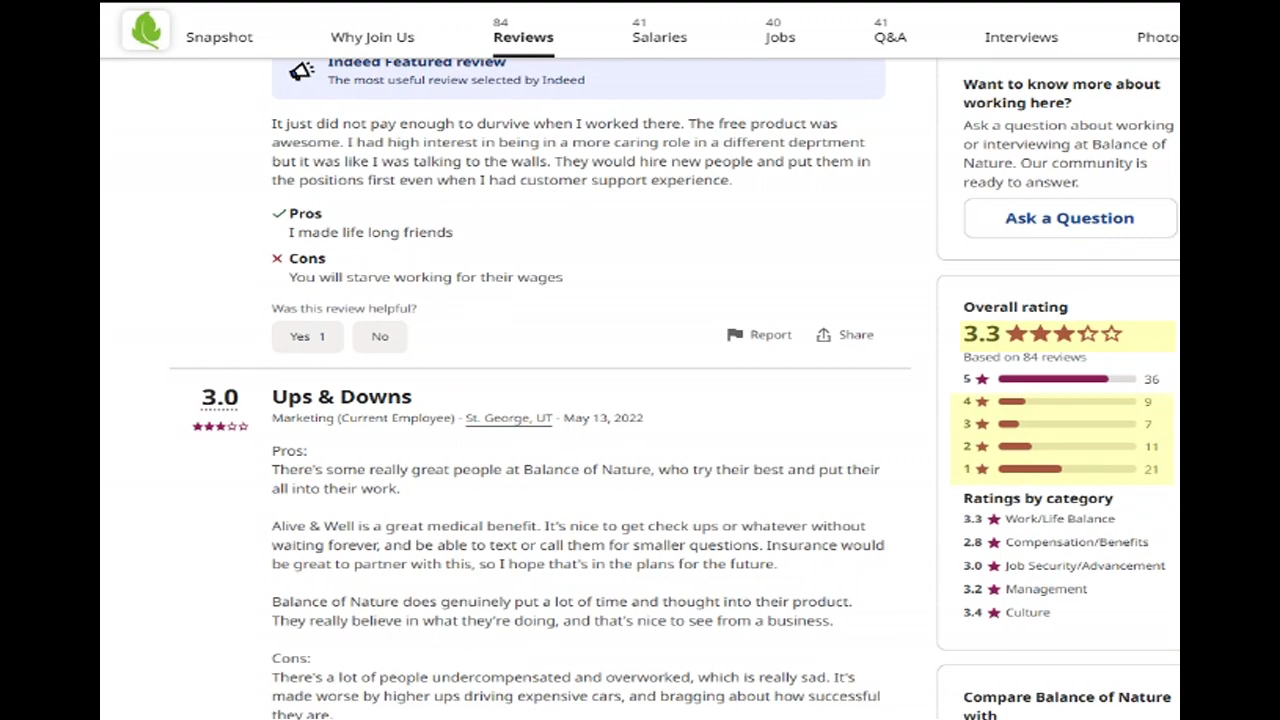 84 41 40 41
Snapshot Why Join Us Reviews Salaries Jobs Q&A Interviews Photo
Indeed Featured review
The most useful review selected by Indeed
It just did not pay enough to durvive when I worked there. The free product was
awesome. I had high interest in being in a more caring role in a different deprtment
but it was like I was talking to the walls. They would hire new people and put them in
the positions first even when I had customer support experience.
Pros
I made life long friends
Cons
You will starve working for their wages
Was this review helpful?
Yes 1 No
Report Share
3.0 Ups & Downs
Marketing (Current Employee) - St. George, UT - May 13, 2022
Pros:
There's some really great people at Balance of Nature, who try their best and put their
all into their work.
Alive & Well is a great medical benefit. It's nice to get check ups or whatever without
waiting forever, and be able to text or call them for smaller questions. Insurance would
be great to partner with this, so I hope that's in the plans for the future.
Balance of Nature does genuinely put a lot of time and thought into their product.
They really believe in what they're doing, and that's nice to see from a business.
Cons:
There's a lot of people undercompensated and overworked, which is really sad. It's
made worse by higher ups driving expensive cars, and bragging about how successful
they are.
Want to know more about
working here?
Ask a question about working
or interviewing at Balance of
Nature. Our community is
ready to answer.
Ask a Question
Overall rating
3.3
Based on 84 reviews
5 36
4 9
3 7
2 11
1 21
Ratings by category
3.3 Work/Life Balance
2.8 Compensation/Benefits
3.0 Job Security/Advancement
3.2 Management
3.4 Culture
Compare Balance of Nature
with